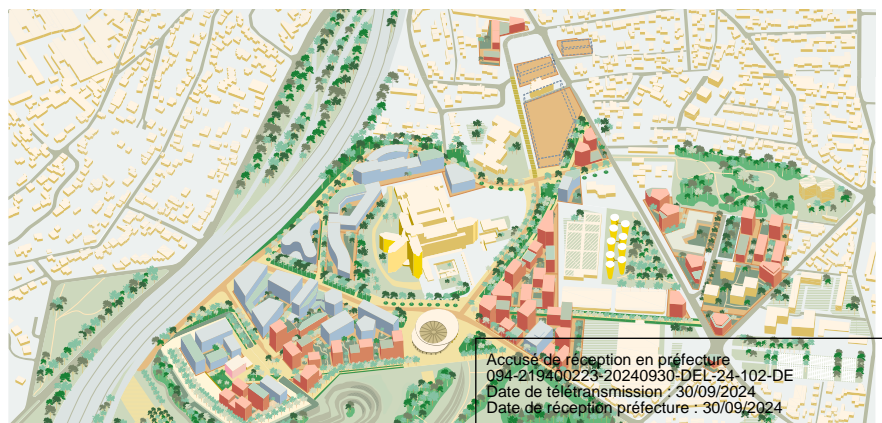 Accusé de réception en préfecture
094-219400223-20240930-DEL-24-102-DE
Date de télétransmission : 30/09/2024
Date de réception préfecture : 30/09/2024